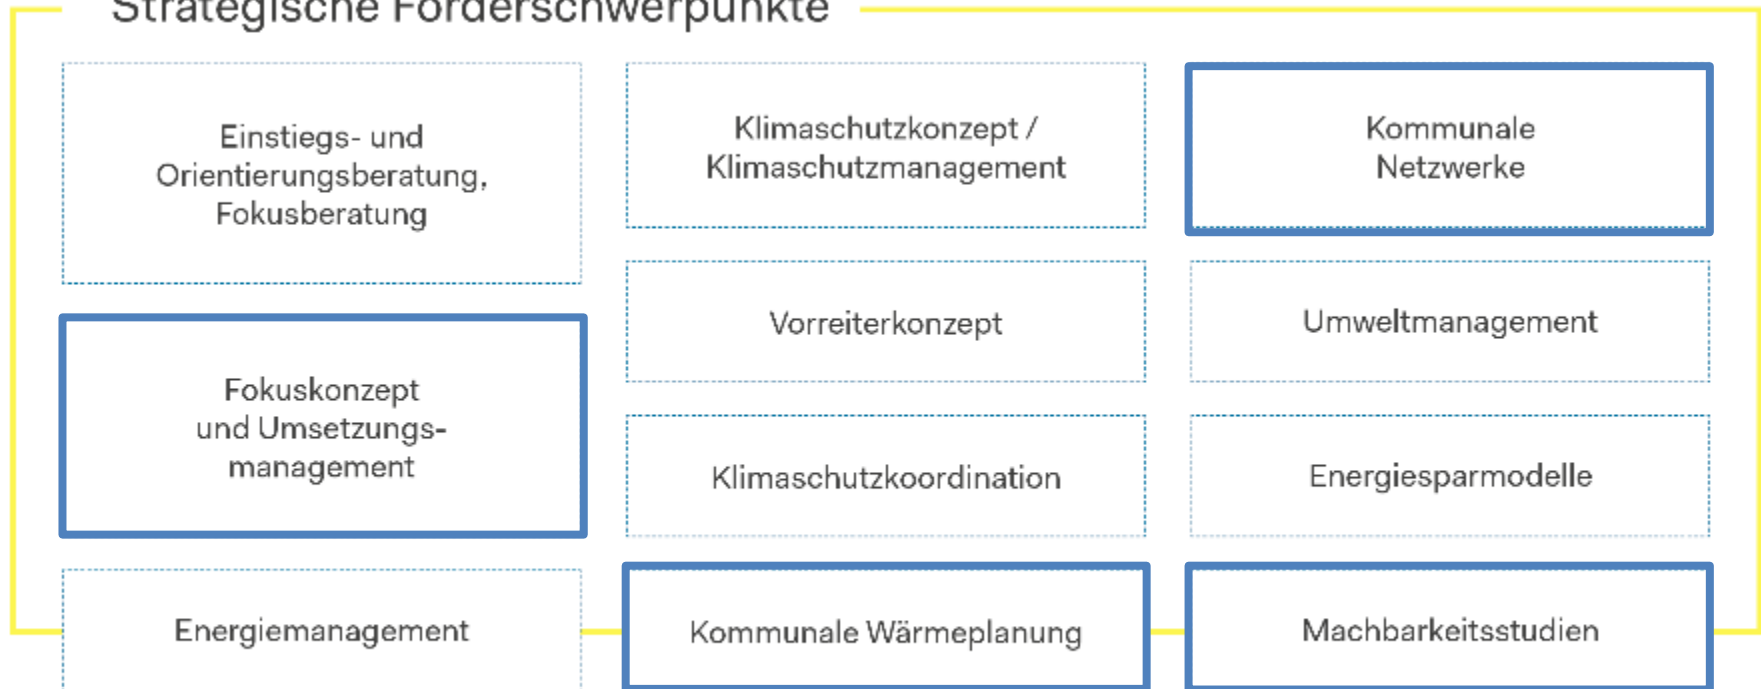 Strategische Förderschwerpunkte
Einstiegs- und
Orientierungsberatung,
Fokusberatung
Fokuskonzept
und Umsetzungs-
management
Energiemanagement
Klimaschutzkonzept /
Klimaschutzmanagement
Vorreiterkonzept
Klimaschutzkoordination
Kommunale Wärmeplanung
Kommunale
Netzwerke
Umweltmanagement
Energiesparmodelle
Machbarkeitsstudien